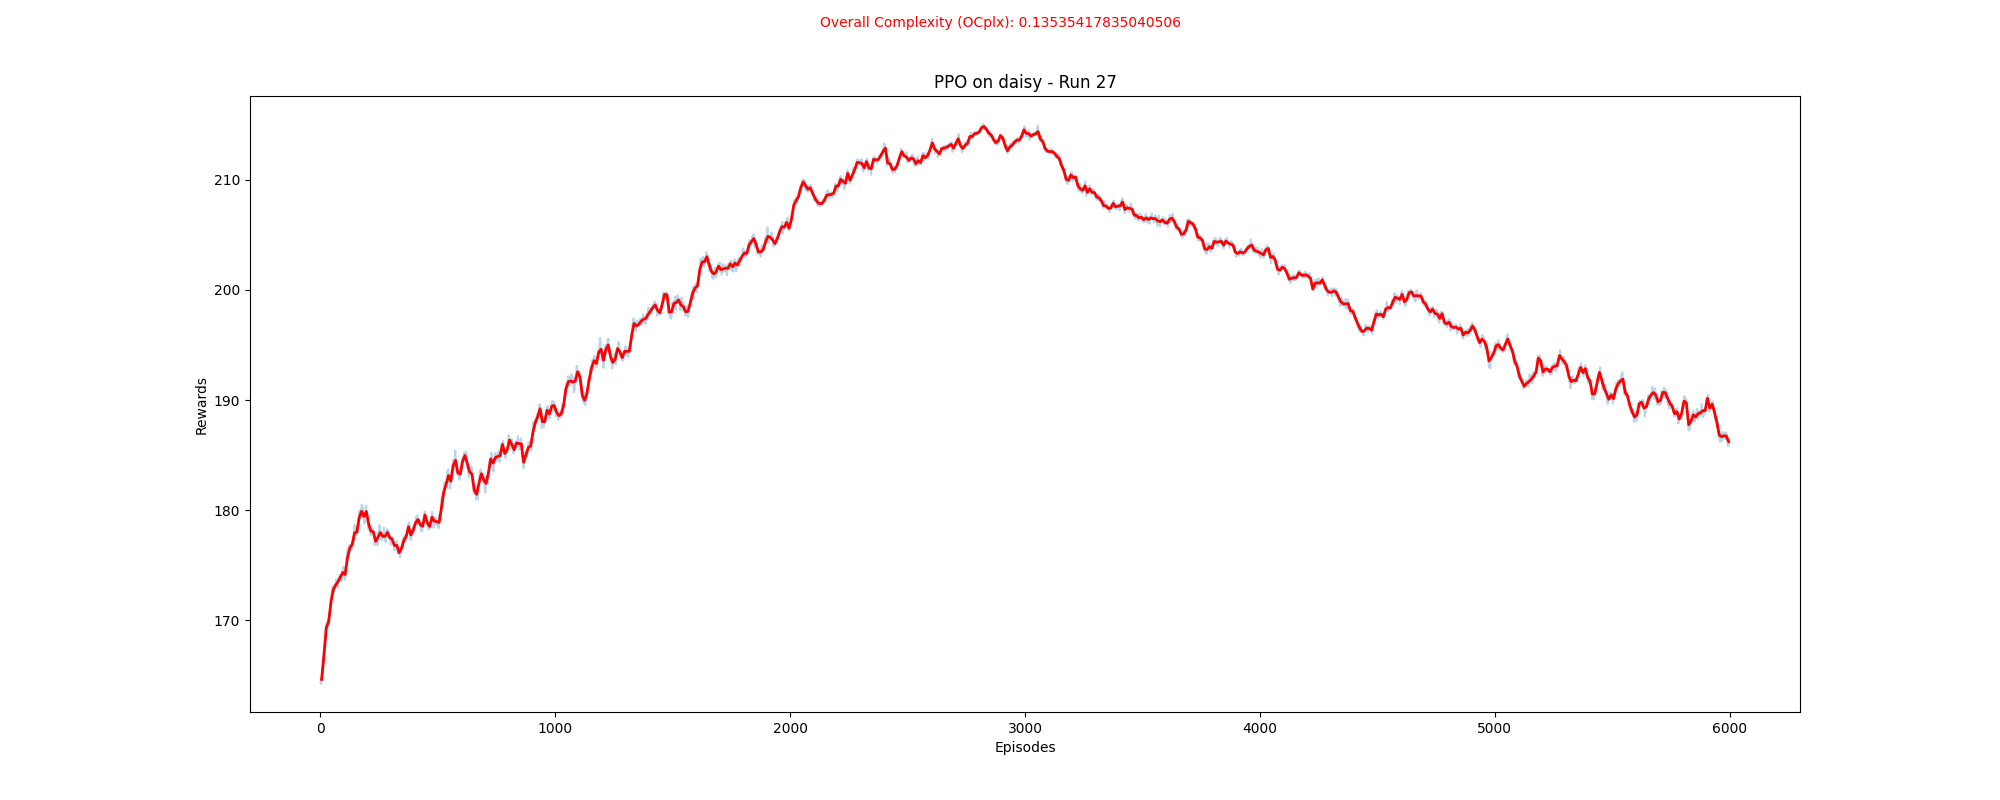 Overall Complexity (OCplx): 0.13535417835040506
PPO on daisy - Run 27
Rewards
210
200
190
180
170
0 1000 2000 3000 4000 5000 6000
Episodes